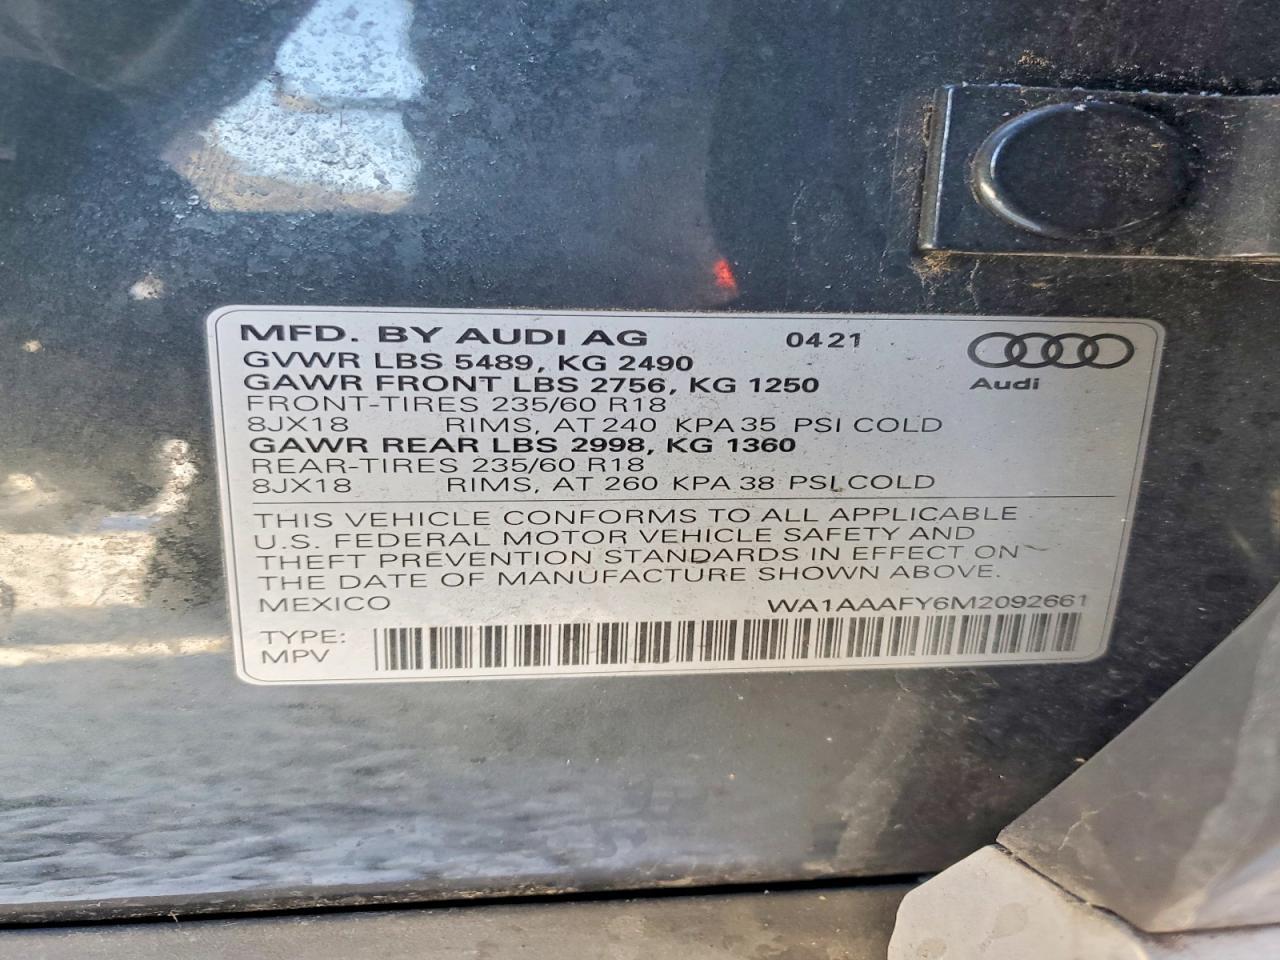 MFD. BY AUDI AG 04 21
GVWR LBS 5489, KG 2490
GAWR FRONT LBS 2756, KG 1250
Audi
FRONT-TIRES 235/60 R18
8JX18 RIMS, AT 240 KPA 35 PSI COLD
GAWR REAR LBS 2998, KG 1360
REAR-TIRES 235/60 R18
8JX18 RIMS, AT 260 KPA 38 PSI COLD
THIS VEHICLE CONFORMS TO ALL APPLICABLE
U.S. FEDERAL MOTOR VEHICLE SAFETY AND
THEFT PREVENTION STANDARDS IN EFFECT ON
THE DATE OF MANUFACTURE SHOWN ABOVE.
MEXICO WA1AAAFY6M2092661
TYPE:
MPV